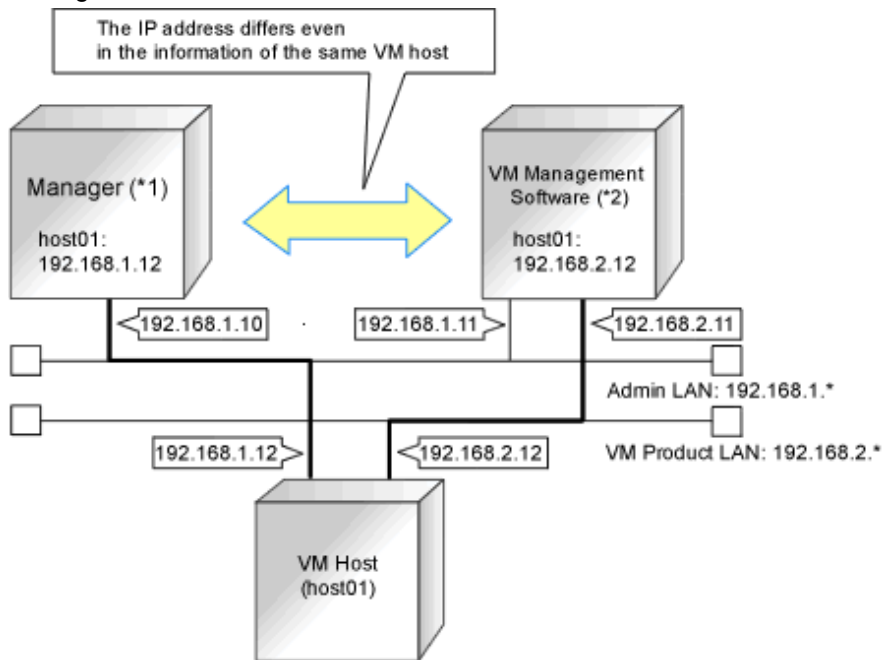 The IP address differs even
in the information of the same VM host
Manager (*1)
host01:
192.168.1.12
VM Management
Software (*2)
host01:
192.168.2.12
192.168.1.10
192.168.1.11
192.168.2.11
Admin LAN: 192.168.1.*
192.168.1.12
192.168.2.12
VM Product LAN: 192.168.2.*
VM Host
(host01)